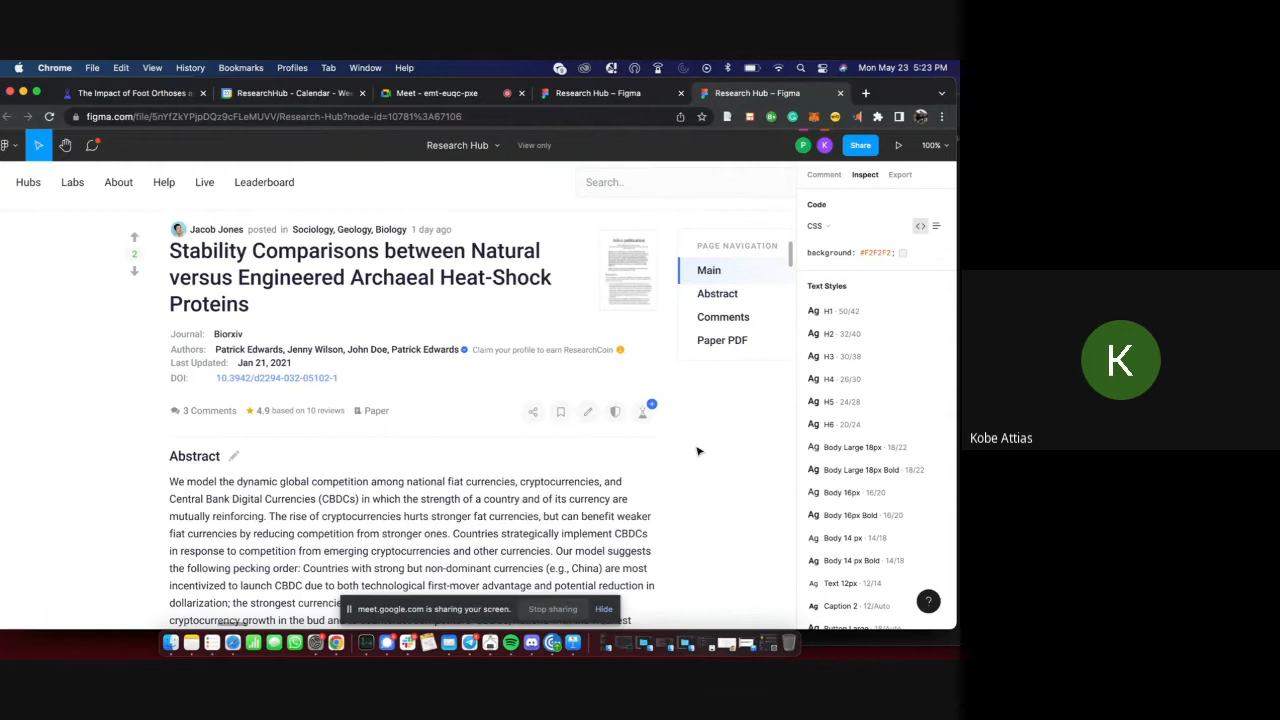 Chrome File Edit View History Bookmarks Profiles Tab Window Help
Mon May 23 5:23 PM
The Impact of Foot Orthoses a
ResearchHub - Calendar - We
Meet - emt-euqc-pxe
Research Hub – Figma
Research Hub – Figma
figma.com/file/5nYfZkYPjpDQz9cFLeMUVV/Research-Hub?node-id=10781%3A67106
Research Hub
View only
P
K
Share
100%
Hubs
Labs
About
Help
Live
Leaderboard
Search..
Jacob Jones posted in Sociology, Geology, Biology 1 day ago
2
Stability Comparisons between Natural
versus Engineered Archaeal Heat-Shock
Proteins
Journal: Biorxiv
Authors: Patrick Edwards, Jenny Wilson, John Doe, Patrick Edwards Claim your profile to earn ResearchCoin
Last Updated: Jan 21, 2021
DOI: 10.3942/d2294-032-05102-1
3 Comments
4.9 based on 10 reviews
Paper
Abstract
We model the dynamic global competition among national fiat currencies, cryptocurrencies, and
Central Bank Digital Currencies (CBDCs) in which the strength of a country and of its currency are
mutually reinforcing. The rise of cryptocurrencies hurts stronger fiat currencies, but can benefit weaker
fiat currencies by reducing competition from stronger ones. Countries strategically implement CBDCs
in response to competition from emerging cryptocurrencies and other currencies. Our model suggests
the following pecking order: Countries with strong but non-dominant currencies (e.g., China) are most
incentivized to launch CBDC due to both technological first-mover advantage and potential reduction in
dollarization; the strongest currencie
cryptocurrency growth in the bud and
PAGE NAVIGATION
Main
Abstract
Comments
Paper PDF
meet.google.com is sharing your screen.
Stop sharing
Hide
Comment
Inspect
Export
Code
CSS
background: #F2F2F2;
Text Styles
Ag H1 · 50/42
Ag H2 · 32/40
Ag H3 · 30/38
Ag H4 · 26/30
Ag H5 · 24/28
Ag H6 · 20/24
Ag Body Large 18px · 18/22
Ag Body Large 18px Bold · 18/22
Ag Body 16px · 16/20
Ag Body 16px Bold · 16/20
Ag Body 14 px · 14/18
Ag Body 14 px Bold · 14/18
Ag Text 12px · 12/14
Ag Caption 2 · 12/Auto
?
K
Kobe Attias